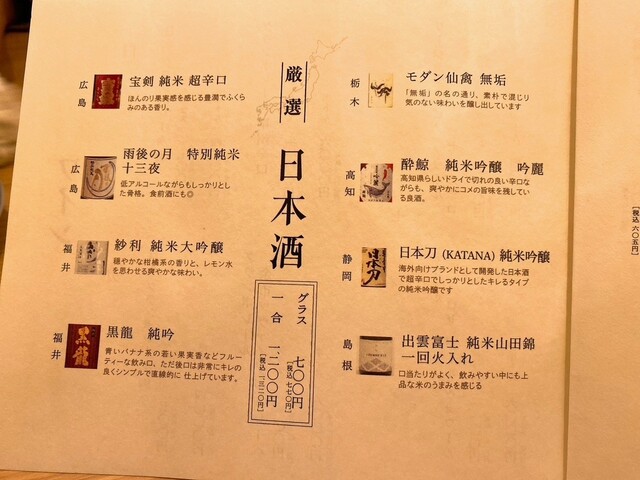 厳選
日本酒
グラス 七〇〇円
[税込 七七〇円]
一合 一二〇〇円
[税込 一三二〇円]
栃木
モダン仙禽 無垢
「無垢」の名の通り、素朴で混じり
気のない味わいを醸し出しています
高知
酔鯨 純米吟醸 吟麗
高知県らしいドライで切れの良い辛口な
がらも、爽やかにコメの旨味を残してい
る良酒。
静岡
日本刀 (KATANA) 純米吟醸
海外向けブランドとして開発した日本酒
で超辛口でしっかりとしたキレるタイプ
の純米吟醸です
島根
出雲富士 純米山田錦
一回火入れ
口当たりがよく、飲みやすい中にも上
品な米のうまみを感じる
広島
宝剣 純米 超辛口
ほんのり果実感を感じる豊潤でふくら
みのある香り。
広島
雨後の月 特別純米
十三夜
低アルコールながらもしっかりとし
た骨格。食前酒にも◎
福井
紗利 純米大吟醸
穏やかな柑橘系の香りと、レモン水
を思わせる爽やかな味わい。
福井
黒龍 純吟
青いバナナ系の若い果実香などフルー
ティーな飲み口、ただ後口は非常にキレの
良くシンプルで直線的に 仕上げています。
黒龍
日本刀
[税込 六〇五円]